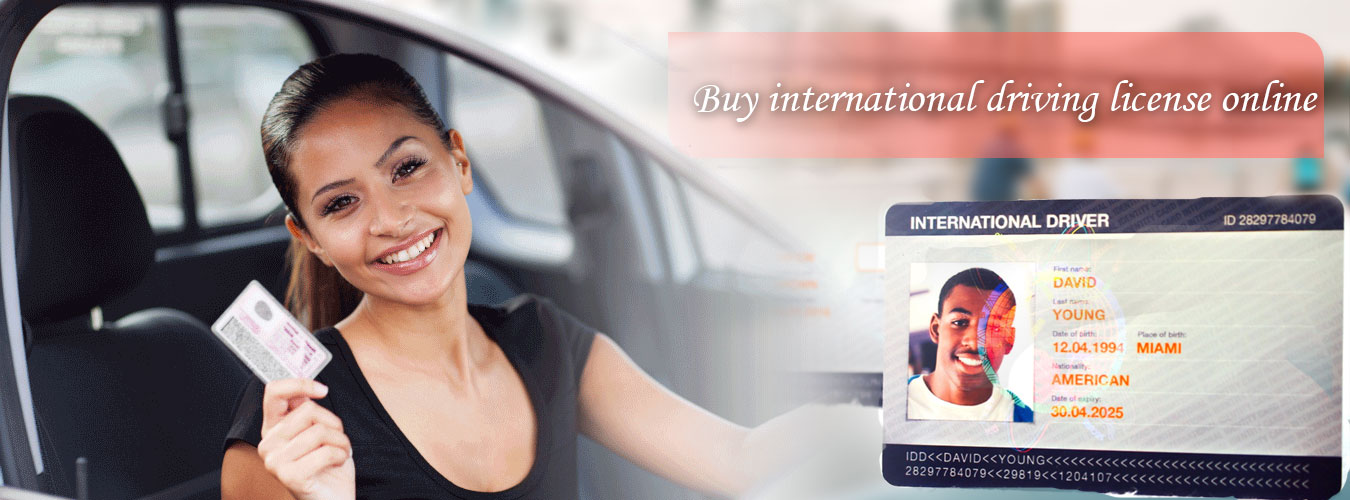 Buy international driving license online
INTERNATIONAL DRIVER
ID 28297784079
First name:
DAVID
Last name:
YOUNG
Date of birth:
Place of birth:
12.04.1994
MIAMI
Nationality:
AMERICAN
Date of expiry:
30.04.2025
IDD<<DAVID<<YOUNG<<<<<<<<<<<<<<<<<<<<<<<<<<
28297784079<<29819<<1204107<<<<<<<<<<<<<<<<<<<